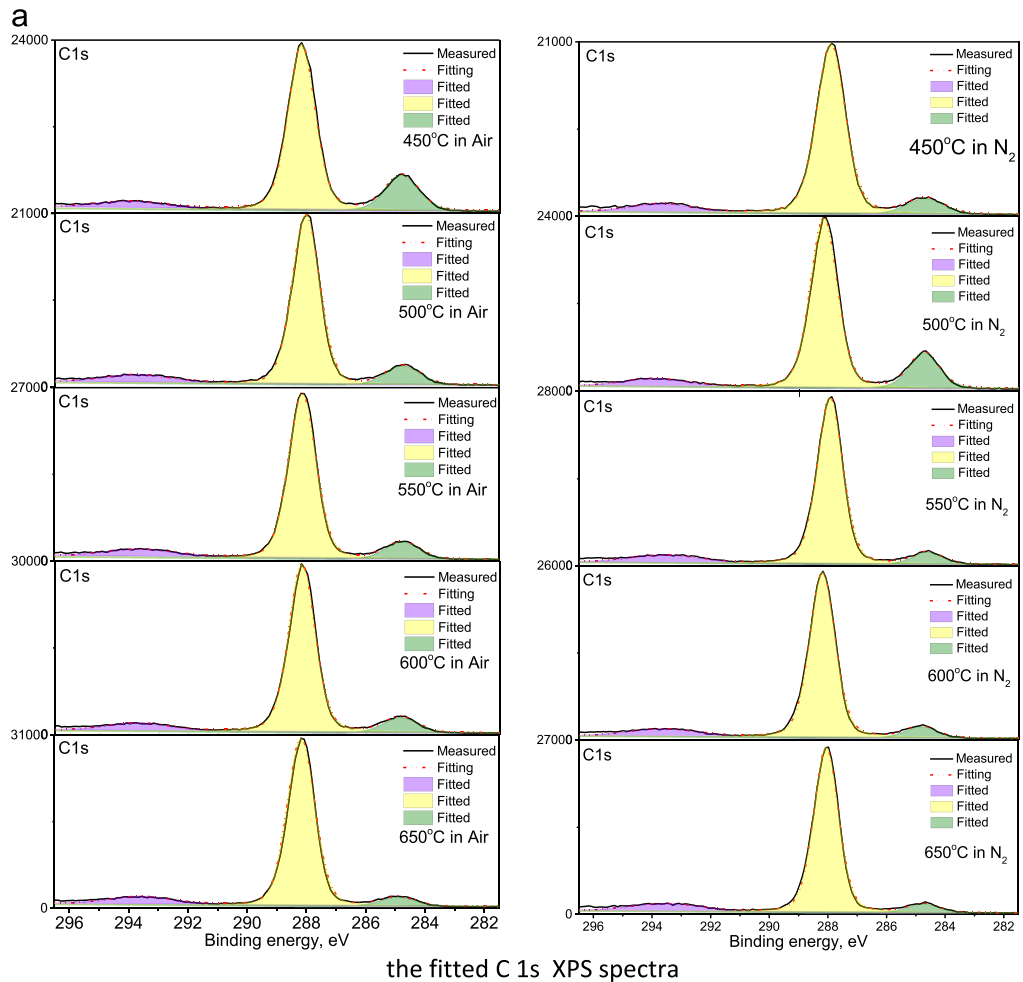 a
24000
C1s
Measured
Fitting
Fitted
Fitted
Fitted
450°C in Air
21000
C1s
Measured
Fitting
Fitted
Fitted
Fitted
500°C in Air
27000
C1s
Measured
Fitting
Fitted
Fitted
Fitted
550°C in Air
30000
C1s
Measured
Fitting
Fitted
Fitted
Fitted
600°C in Air
31000
C1s
Measured
Fitting
Fitted
Fitted
Fitted
650°C in Air
0
296 294 292 290 288 286 284 282
Binding energy, eV
21000
C1s
Measured
Fitting
Fitted
Fitted
Fitted
450°C in N₂
24000
C1s
Measured
Fitting
Fitted
Fitted
Fitted
500°C in N₂
28000
C1s
Measured
Fitting
Fitted
Fitted
Fitted
550°C in N₂
26000
C1s
Measured
Fitting
Fitted
Fitted
Fitted
600°C in N₂
27000
C1s
Measured
Fitting
Fitted
Fitted
Fitted
650°C in N₂
0
296 294 292 290 288 286 284 282
Binding energy, eV
the fitted C 1s XPS spectra